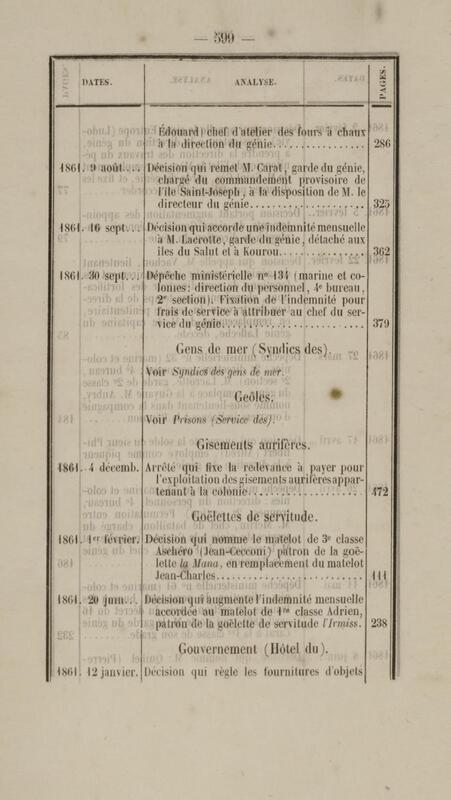 — 599 —
DATES. ANALYSE. PAGES.
Édouard) chef d'atelier des fours à chaux
à la direction du génie..................... 286
1861. 9 août.... Décision qui remet M. Carat, garde du génie,
chargé du commandement provisoire de
l'île Saint-Joseph, à la disposition de M. le
directeur du génie..................... 325
1861. 16 sept.... Décision qui accorde une indemnité mensuelle
à M. Lacrotte, garde du génie, détaché aux
îles du Salut et à Kourou................ 362
1861. 30 sept.... Dépêche ministérielle n° 134 (marine et co-
lonies: direction du personnel, 4e bureau,
2e section). Fixation de l'indemnité pour
frais de service à attribuer au chef du ser-
vice du génie......................... 379
Gens de mer (Syndics des).
Voir Syndics des gens de mer.
Geôles.
Voir Prisons (Service des).
Gisements aurifères.
1861. 4 décemb. Arrêté qui fixe la redevance à payer pour
l'exploitation des gisements aurifères appar-
tenant à la colonie..................... 472
Goëlettes de servitude.
1861. 1er février. Décision qui nomme le matelot de 3e classe
Aschéro (Jean-Cecconi) patron de la goë-
lette la Mana, en remplacement du matelot
Jean-Charles......................... 111
1861. 20 juin... Décision qui augmente l'indemnité mensuelle
accordée au matelot de 1re classe Adrien,
patron de la goëlette de servitude l'Irmiss. 238
Gouvernement (Hôtel du).
1861. 12 janvier. Décision qui règle les fournitures d'objets